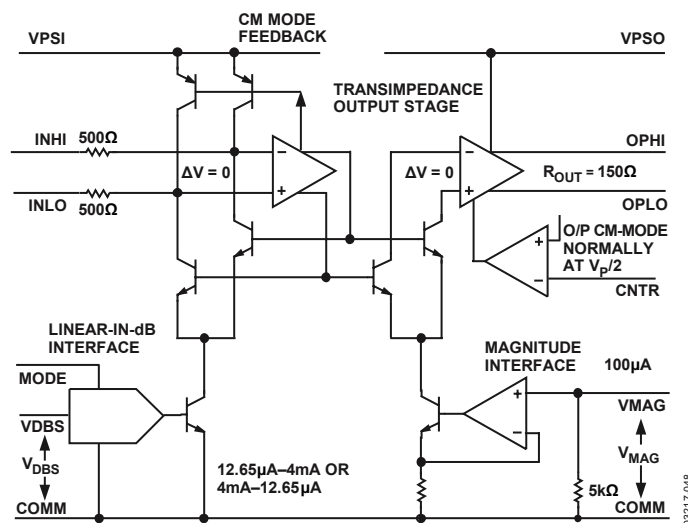 CM MODE
FEEDBACK
VPSI
VPSO
TRANSIMPEDANCE
OUTPUT STAGE
INHI
500Ω
–
ΔV = 0
+
INLO
500Ω
–
ΔV = 0
+
OPHI
ROUT = 150Ω
OPLO
O/P CM-MODE
NORMALLY
AT VP/2
+
–
CNTR
LINEAR-IN-dB
INTERFACE
MODE
VDBS
VDBS
COMM
12.65µA–4mA OR
4mA–12.65µA
MAGNITUDE
INTERFACE
100µA
+
–
VMAG
VMAG
5kΩ
COMM